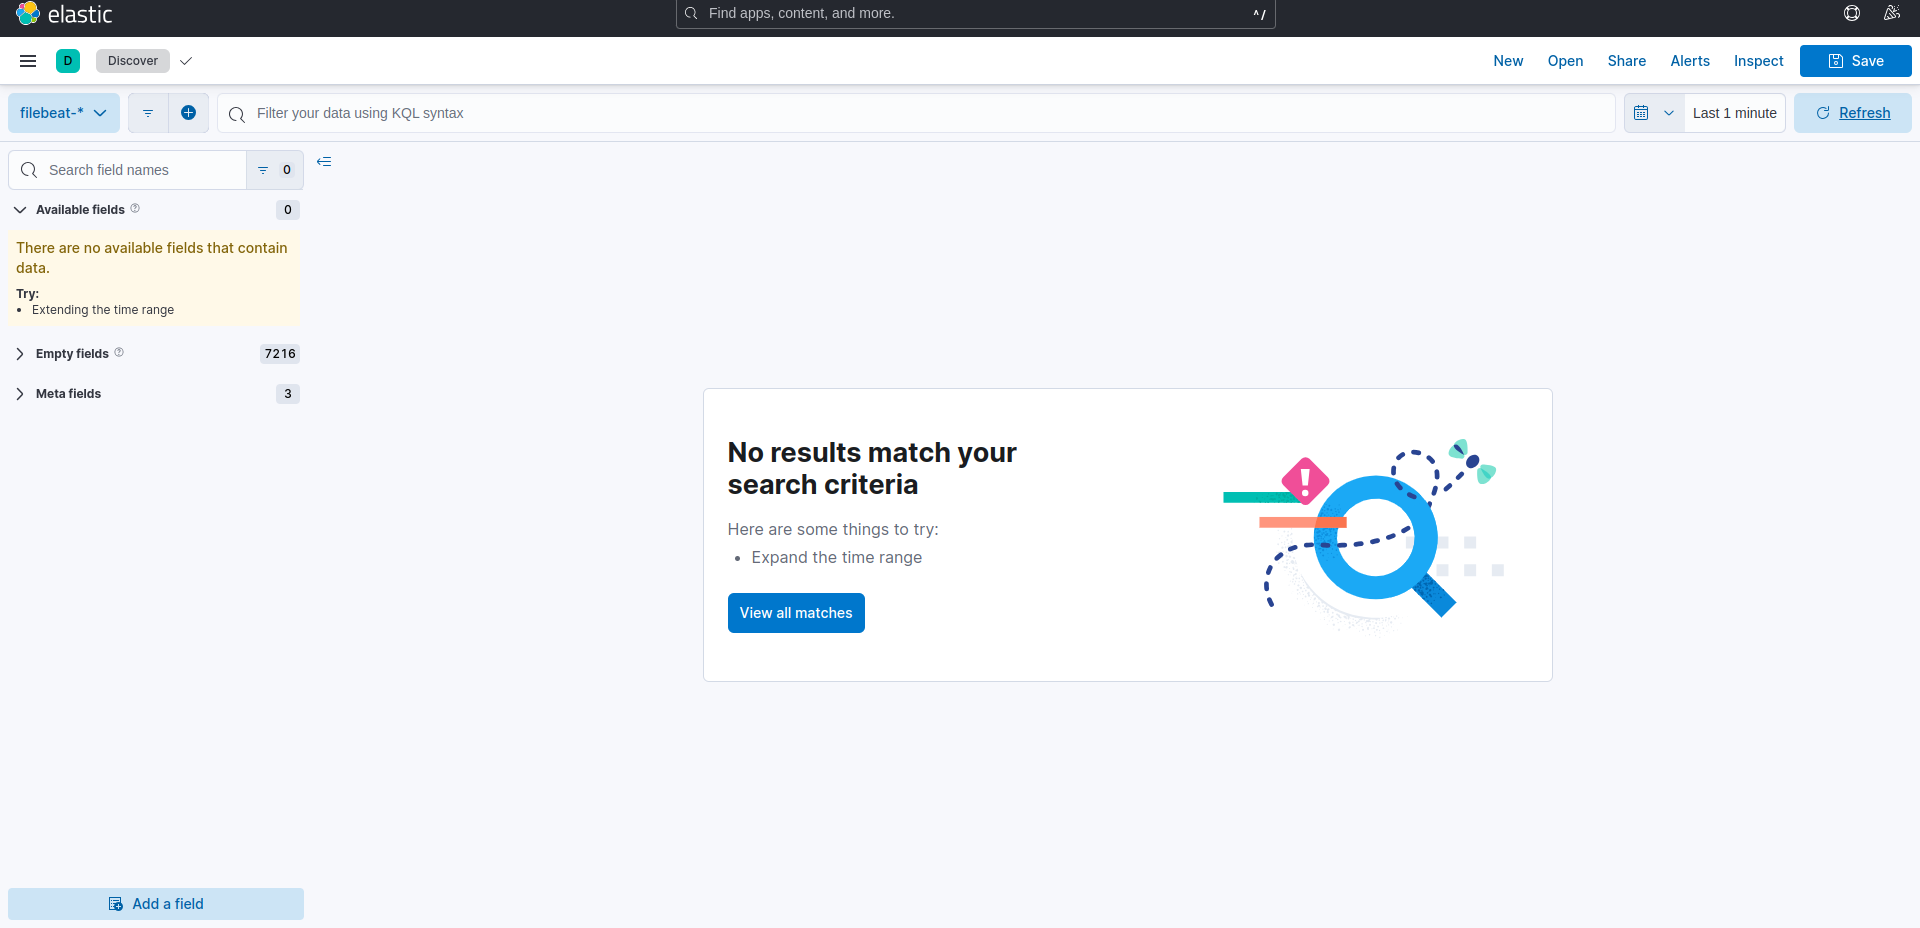 elastic
Find apps, content, and more.
^/
D
Discover
New
Open
Share
Alerts
Inspect
Save
filebeat-*
Filter your data using KQL syntax
Last 1 minute
Refresh
Search field names
0
Available fields
0
There are no available fields that contain
data.
Try:
• Extending the time range
Empty fields
7216
Meta fields
3
No results match your
search criteria
Here are some things to try:
• Expand the time range
View all matches
Add a field